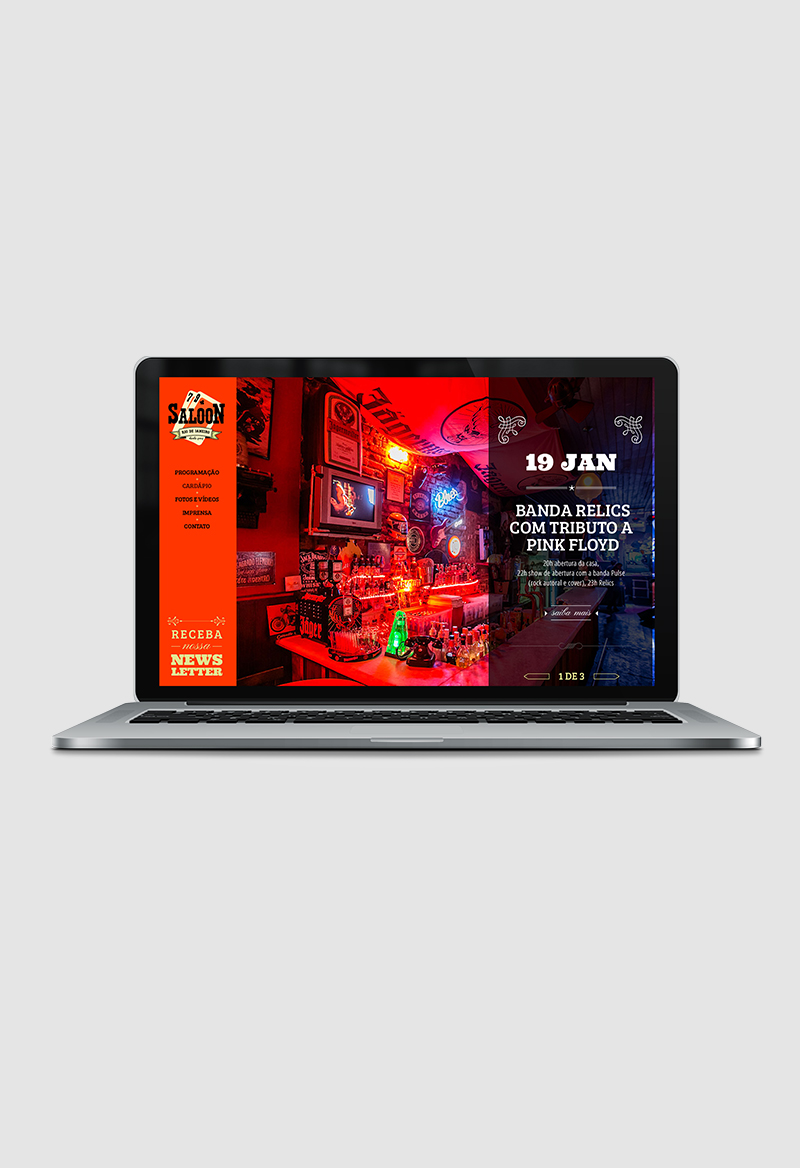 SALOON
RIO DE JANEIRO
PROGRAMAÇÃO
CARDÁPIO
FOTOS E VÍDEOS
IMPRENSA
CONTATO
RECEBA
nossa
NEWS
LETTER
Blues
Jäger
19 JAN
BANDA RELICS
COM TRIBUTO A
PINK FLOYD
20h abertura da casa,
22h show de abertura com a banda Pulse
(rock autoral e cover), 23h Relics
saiba mais
1 DE 3